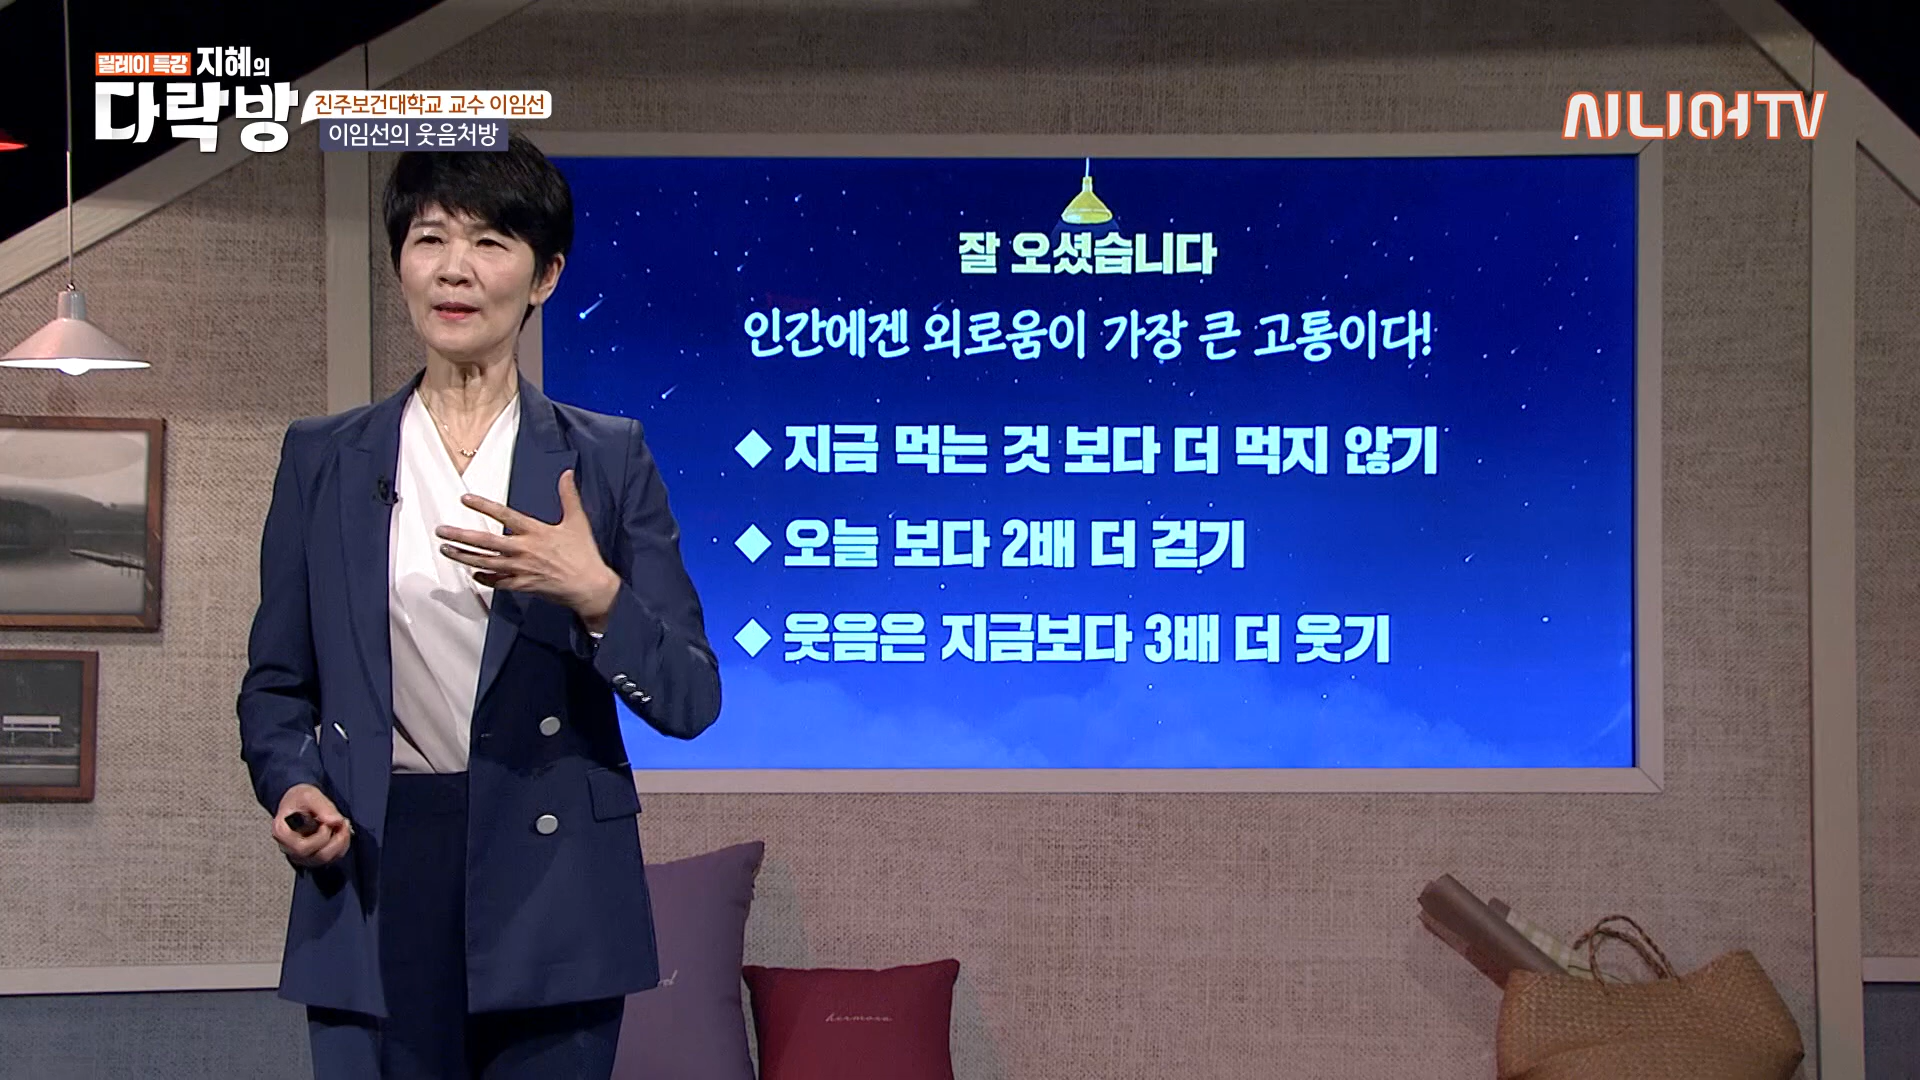 릴레이 특강 지혜의
다락방
진주보건대학교 교수 이임선
이임선의 웃음처방
시니어TV
잘 오셨습니다
인간에겐 외로움이 가장 큰 고통이다!
◆ 지금 먹는 것 보다 더 먹지 않기
◆ 오늘 보다 2배 더 걷기
◆ 웃음은 지금보다 3배 더 웃기
hermosa